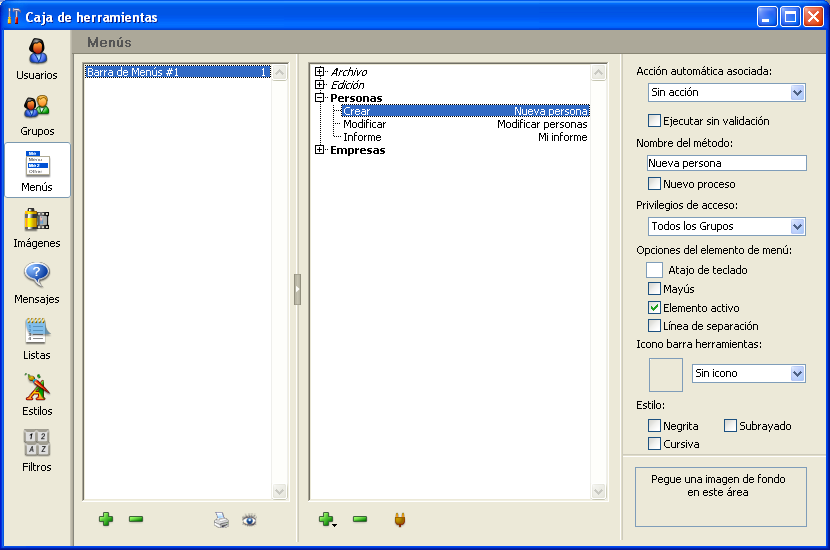 Caja de herramientas
Menús
Usuarios
Grupos
Menús
Imágenes
Mensajes
Listas
Estilos
Filtros
Barra de Menús #1 1
Archivo
Edición
Personas
Crear Nueva persona
Modificar Modificar personas
Informe Mi informe
Empresas
Acción automática asociada:
Sin acción
Ejecutar sin validación
Nombre del método:
Nueva persona
Nuevo proceso
Privilegios de acceso:
Todos los Grupos
Opciones del elemento de menú:
Atajo de teclado
Mayús
Elemento activo
Línea de separación
Icono barra herramientas:
Sin icono
Estilo:
Negrita Subrayado
Cursiva
Pegue una imagen de fondo
en este área